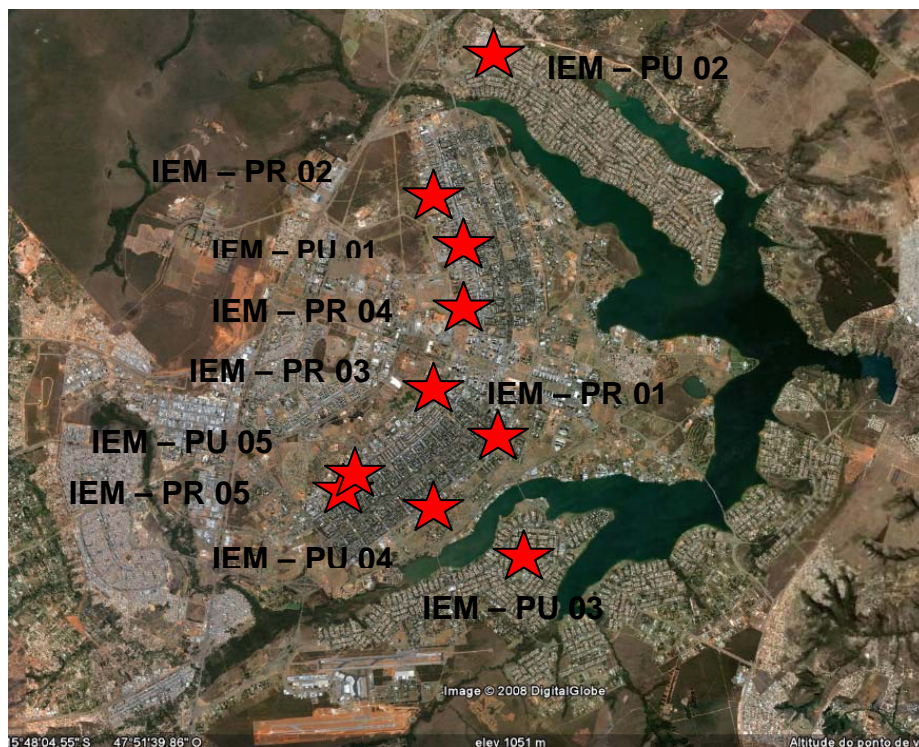 IEM – PU 02
IEM – PR 02
IEM – PU 01
IEM – PR 04
IEM – PR 03
IEM – PR 01
IEM – PU 05
IEM – PR 05
IEM – PU 04
IEM – PU 03
Image © 2008 DigitalGlobe
15°48'04.55" S 47°51'39.86" O elev 1051 m Altitude do ponto de v